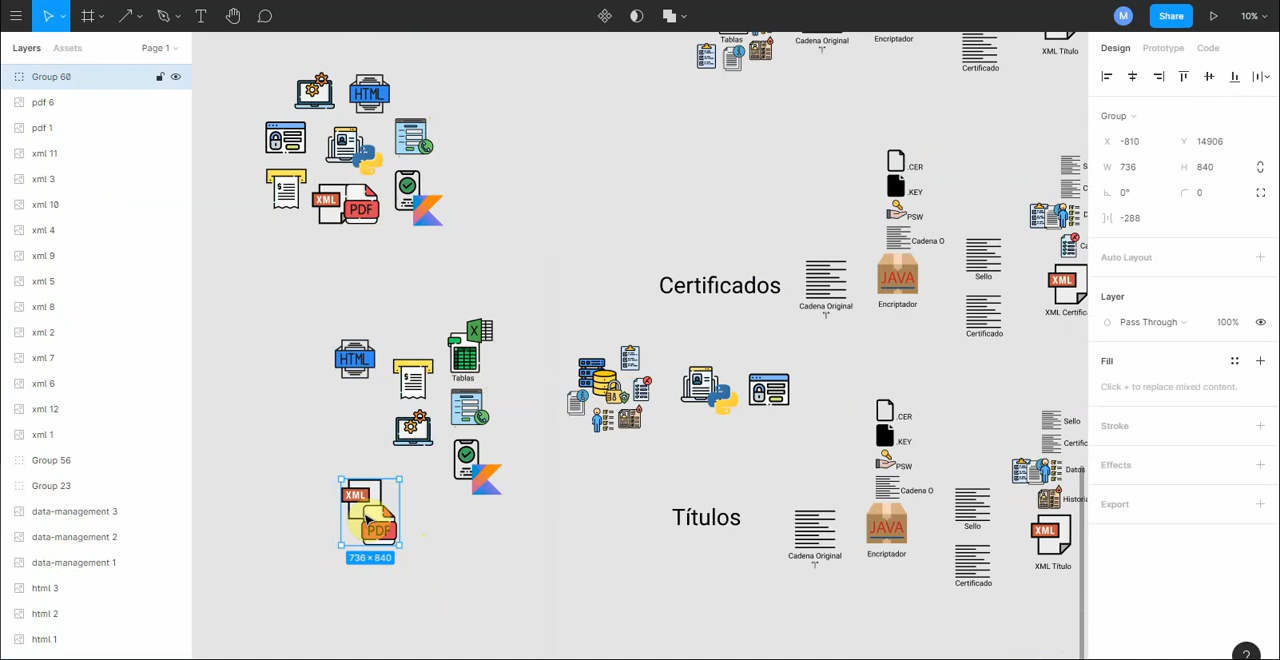 M
Share
10%
Layers
Assets
Page 1
Group 60
pdf 6
pdf 1
xml 11
xml 3
xml 10
xml 4
xml 9
xml 5
xml 8
xml 2
xml 7
xml 6
xml 12
xml 1
Group 56
Group 23
data-management 3
data-management 2
data-management 1
html 3
html 2
html 1
Tablas
Cadena Original
"|"
Encriptador
Certificado
XML Título
HTML
XML
PDF
.CER
.KEY
PSW
Cadena O
Certificados
Cadena Original
"|"
JAVA
Encriptador
Sello
Certificado
XML
XML Certific
HTML
X
Tablas
XML
PDF
736 × 840
Títulos
.CER
.KEY
PSW
Cadena O
Cadena Original
"|"
JAVA
Encriptador
Sello
Certificado
Sello
Certific
Datos
Historia
XML
XML Título
Design
Prototype
Code
Group
X -810
Y 14906
W 736
H 840
0°
0
-288
Auto Layout
Layer
Pass Through
100%
Fill
Click + to replace mixed content.
Stroke
Effects
Export
?